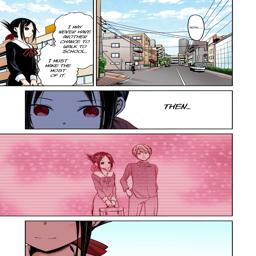 I MAY
NEVER HAVE
ANOTHER
CHANCE TO
WALK TO
SCHOOL.
I MUST
MAKE THE
MOST
OF IT.
THEN...